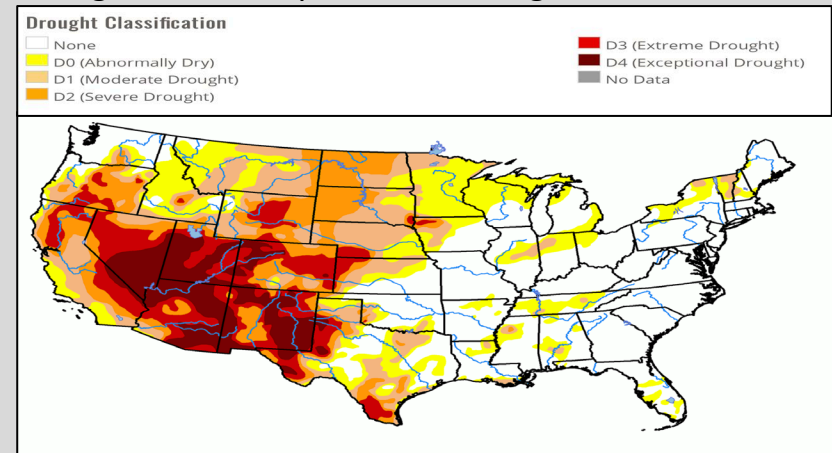 Drought Classification
None
D0 (Abnormally Dry)
D1 (Moderate Drought)
D2 (Severe Drought)
D3 (Extreme Drought)
D4 (Exceptional Drought)
No Data